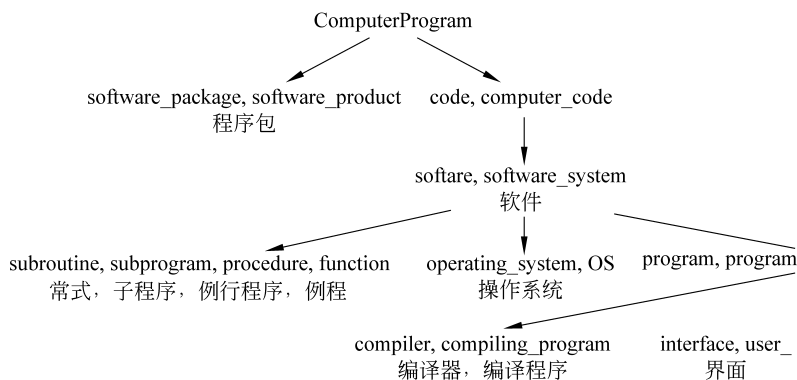 ComputerProgram
software_package, software_product
程序包
code, computer_code
softare, software_system
软件
subroutine, subprogram, procedure, function
常式，子程序，例行程序，例程
operating_system, OS
操作系统
program, program
compiler, compiling_program
编译器，编译程序
interface, user_
界面